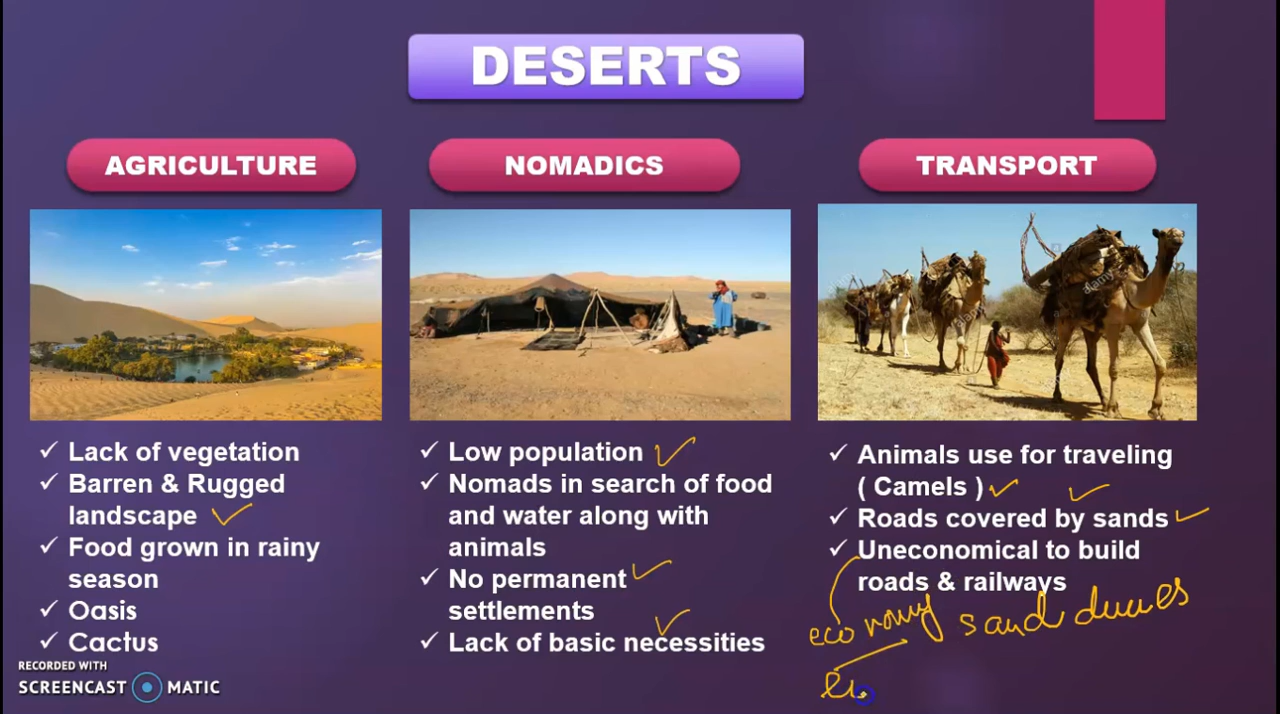 DESERTS
AGRICULTURE
✓ Lack of vegetation
✓ Barren & Rugged
landscape
✓ Food grown in rainy
season
✓ Oasis
✓ Cactus
NOMADICS
✓ Low population
✓ Nomads in search of food
and water along with
animals
✓ No permanent
settlements
✓ Lack of basic necessities
TRANSPORT
alamy
alamy
✓ Animals use for traveling
( Camels )
✓ Roads covered by sands
✓ Uneconomical to build
roads & railways
economy sand dunes
RECORDED WITH
SCREENCAST MATIC